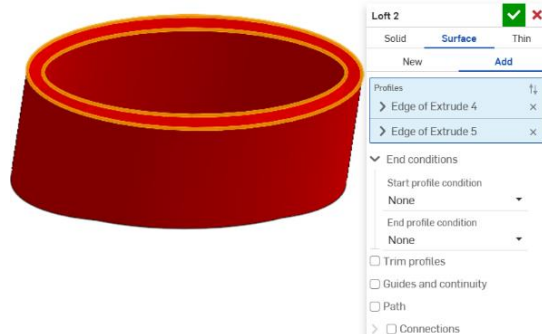 Loft 2
Solid Surface Thin
New Add
Profiles
Edge of Extrude 4
Edge of Extrude 5
End conditions
Start profile condition
None
End profile condition
None
Trim profiles
Guides and continuity
Path
Connections